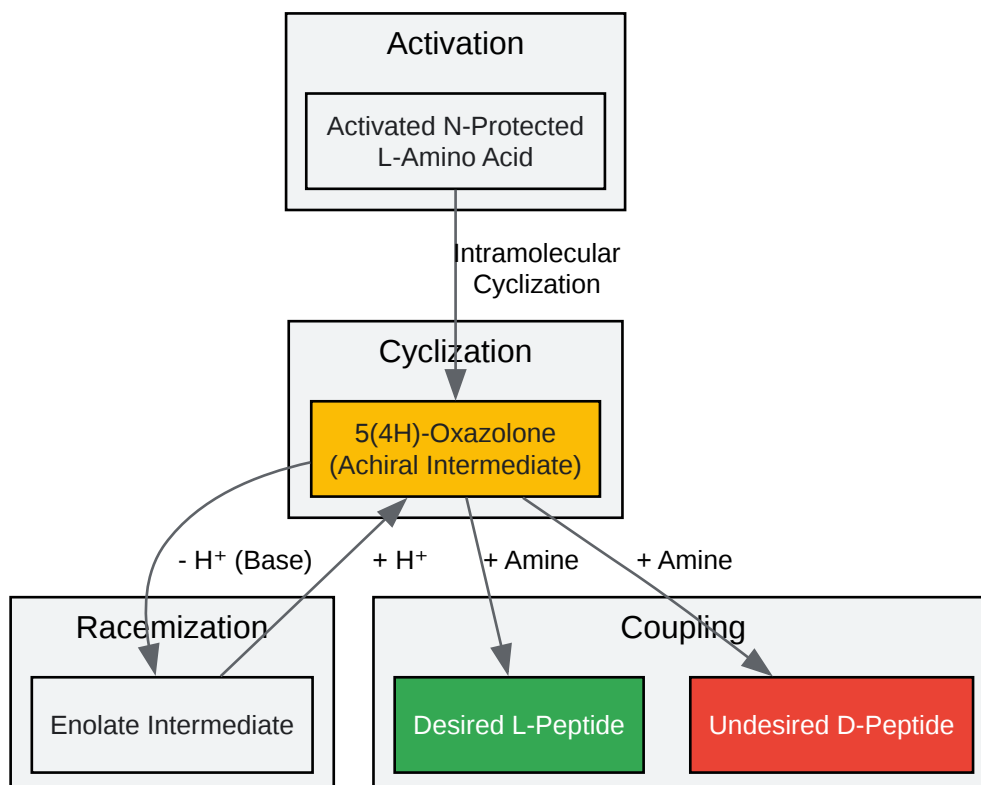 Activation
Activated N-Protected
L-Amino Acid
Intramolecular
Cyclization
Cyclization
5(4H)-Oxazolone
(Achiral Intermediate)
- H⁺ (Base)
+ H⁺
+ Amine
+ Amine
Racemization
Coupling
Enolate Intermediate
Desired L-Peptide
Undesired D-Peptide